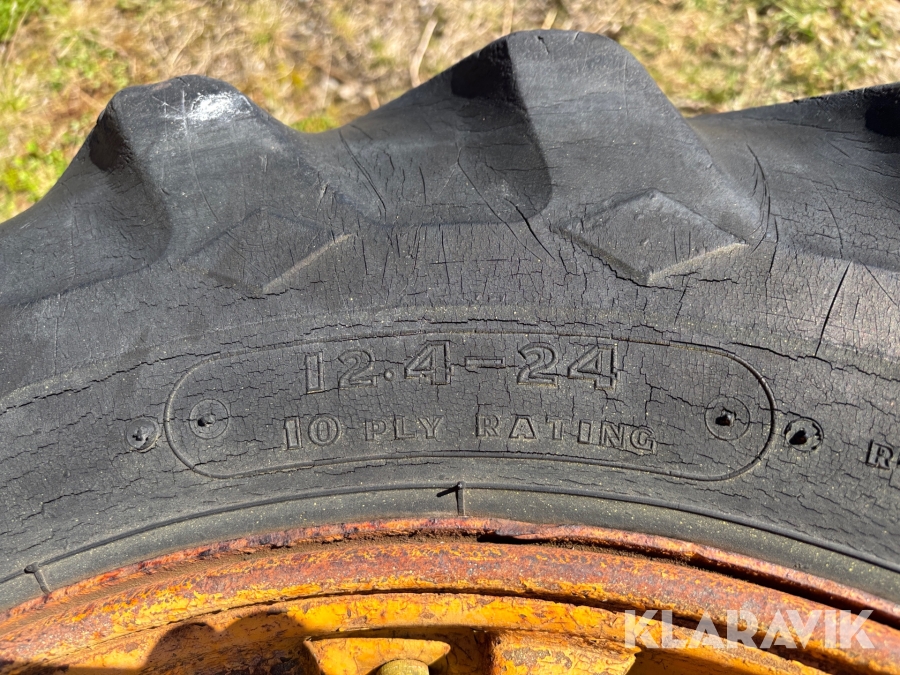 12.4-24
10 PLY RATING
R
KLARAVIK